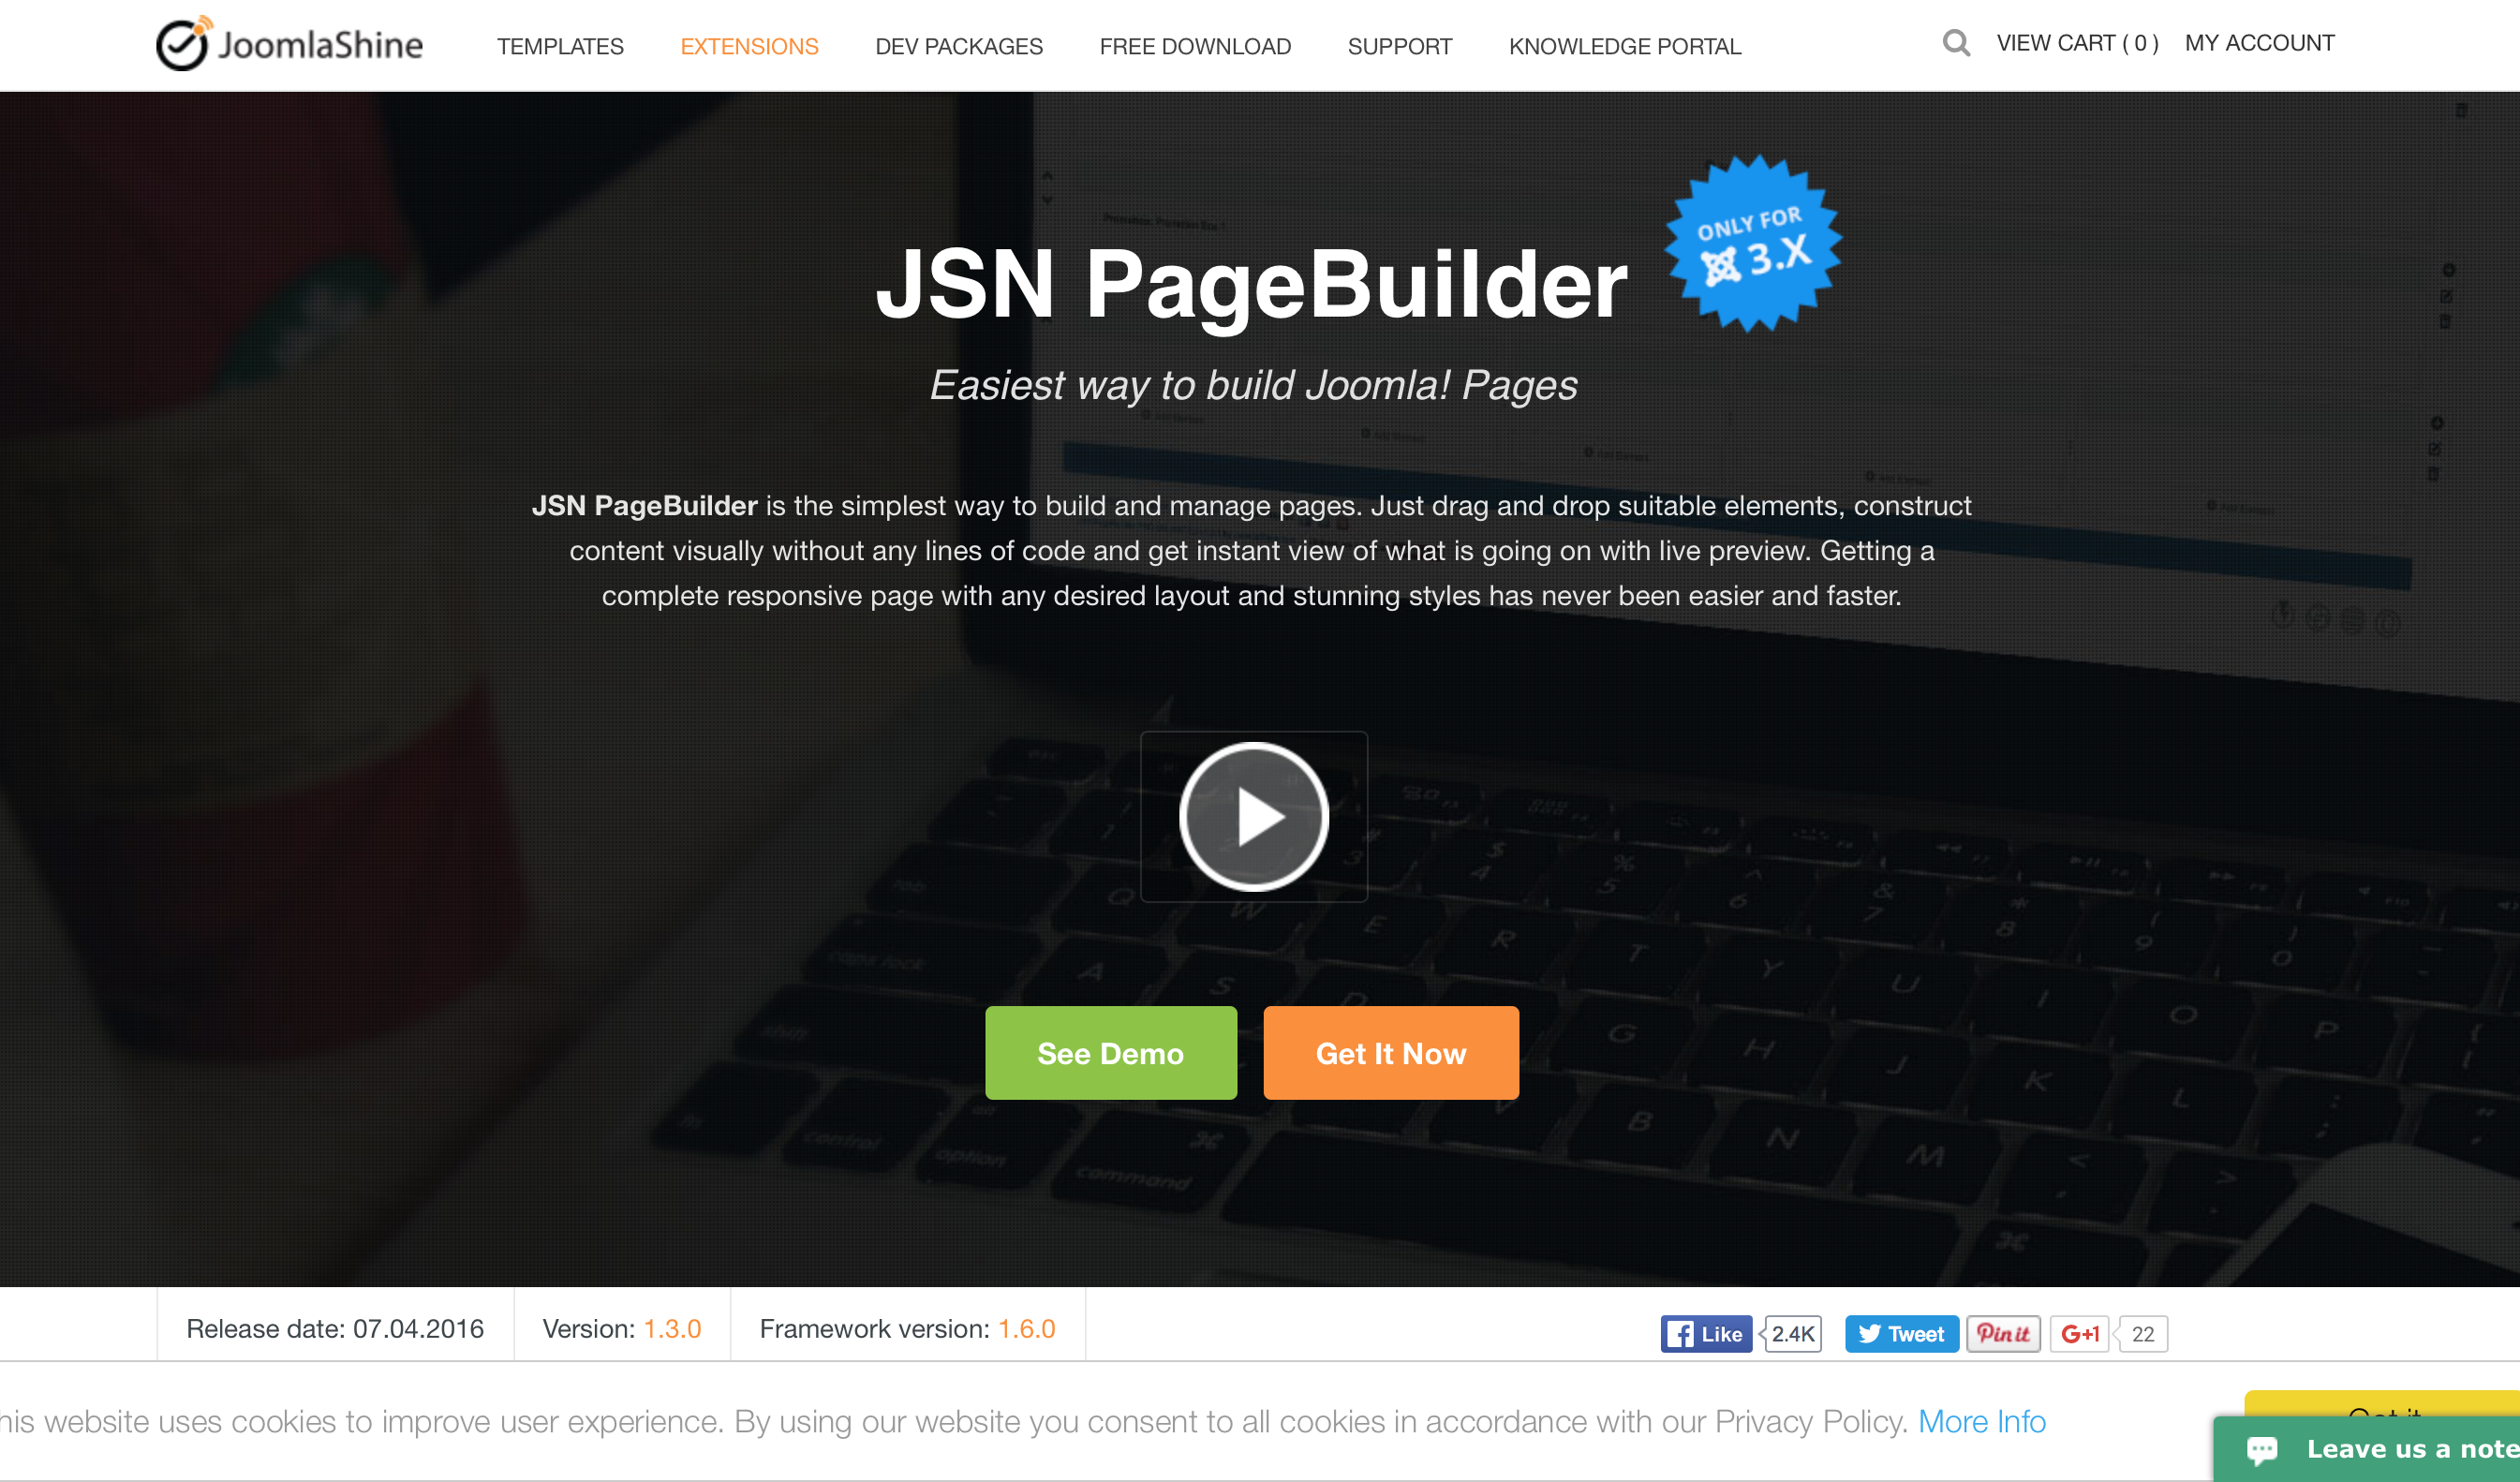 JoomlaShine
TEMPLATES
EXTENSIONS
DEV PACKAGES
FREE DOWNLOAD
SUPPORT
KNOWLEDGE PORTAL
VIEW CART ( 0 )
MY ACCOUNT
ONLY FOR
3.X
JSN PageBuilder
Easiest way to build Joomla! Pages
JSN PageBuilder is the simplest way to build and manage pages. Just drag and drop suitable elements, construct
content visually without any lines of code and get instant view of what is going on with live preview. Getting a
complete responsive page with any desired layout and stunning styles has never been easier and faster.
See Demo
Get It Now
Release date: 07.04.2016
Version: 1.3.0
Framework version: 1.6.0
Like
2.4K
Tweet
Pin it
G+1
22
his website uses cookies to improve user experience. By using our website you consent to all cookies in accordance with our Privacy Policy. More Info
Leave us a note